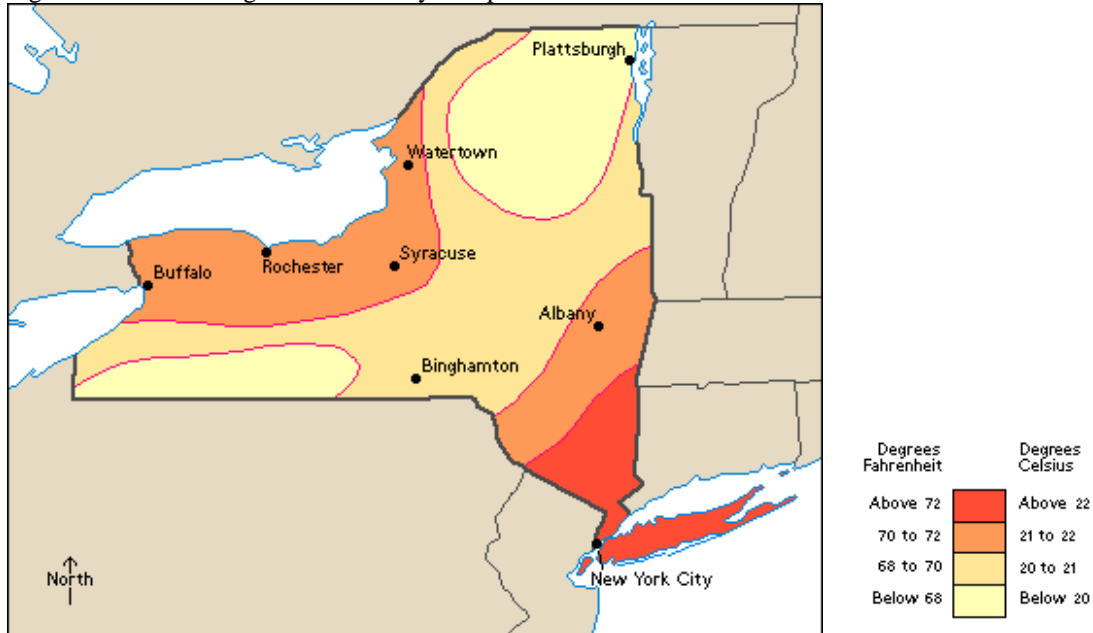 Plattsburgh
Watertown
Syracuse
Rochester
Buffalo
Albany
Binghamton
New York City
North
Degrees Fahrenheit
Degrees Celsius
Above 72
Above 22
70 to 72
21 to 22
68 to 70
20 to 21
Below 68
Below 20